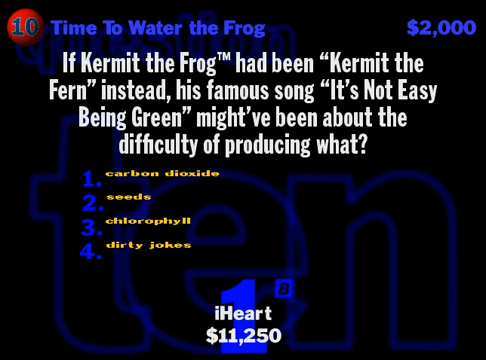 10 Time To Water the Frog $2,000
question
If Kermit the Frog™ had been “Kermit the
Fern” instead, his famous song “It’s Not Easy
Being Green” might’ve been about the
difficulty of producing what?
1. carbon dioxide
2. seeds
3. chlorophyll
4. dirty jokes
ten
1 B
iHeart
$11,250